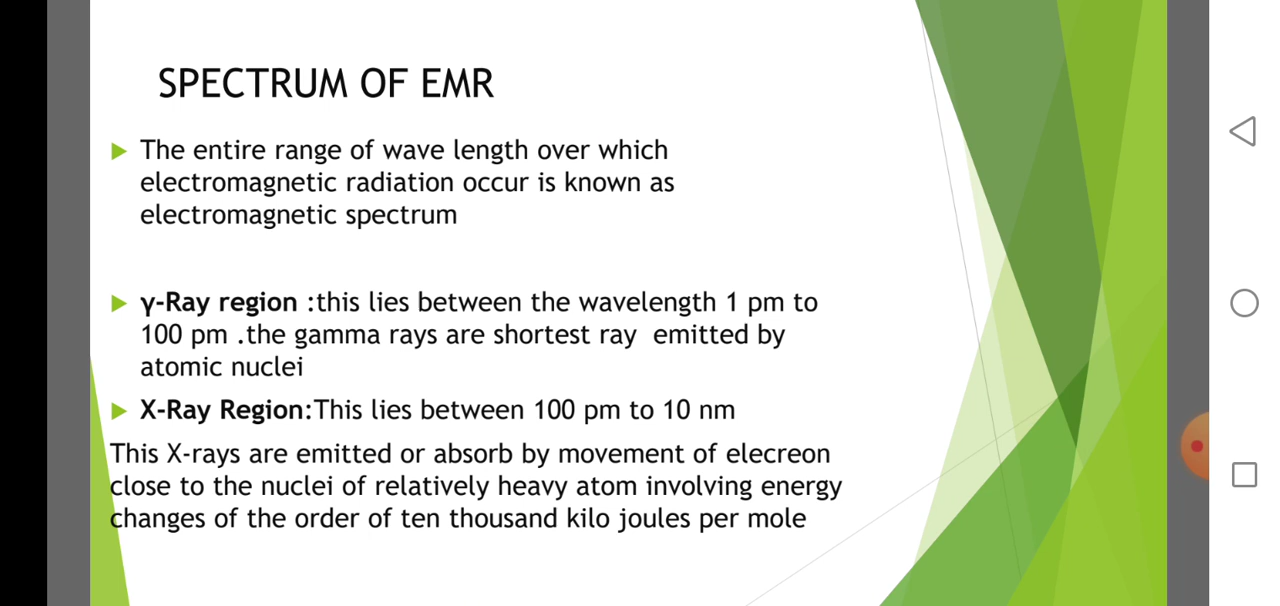 SPECTRUM OF EMR
The entire range of wave length over which
electromagnetic radiation occur is known as
electromagnetic spectrum
γ-Ray region :this lies between the wavelength 1 pm to
100 pm .the gamma rays are shortest ray emitted by
atomic nuclei
X-Ray Region:This lies between 100 pm to 10 nm
This X-rays are emitted or absorb by movement of elecreon
close to the nuclei of relatively heavy atom involving energy
changes of the order of ten thousand kilo joules per mole